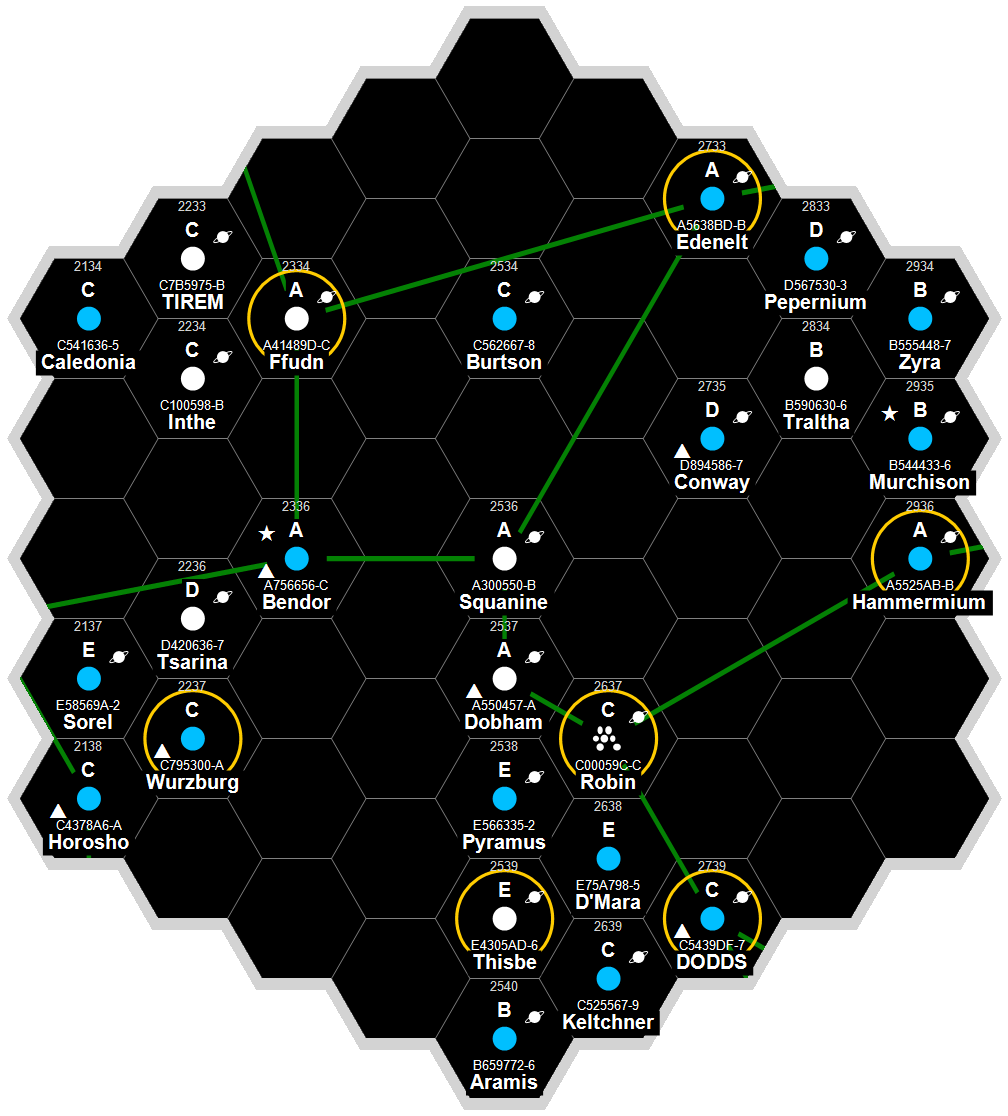 2733
A
A5638BD-B
Edenelt
2233
C
C7B5975-B
TIREM
2833
D
D567530-3
Pepernium
2134
C
C541636-5
Caledonia
2334
A
A41489D-C
Ffudn
2534
C
C562667-8
Burtson
2934
B
B555448-7
Zyra
2234
C
C100598-B
Inthe
2834
B
B590630-6
Traltha
2735
D
D894586-7
Conway
2935
B
B544433-6
Murchison
2336
A
A756656-C
Bendor
2536
A
A300550-B
Squanine
2936
A
A5525AB-B
Hammermium
2236
D
D420636-7
Tsarina
2137
E
E58569A-2
Sorel
2537
A
A550457-A
Dobham
2237
C
C795300-A
Wurzburg
2637
C
C00059C-C
Robin
2138
C
C4378A6-A
Horosho
2538
E
E566335-2
Pyramus
2638
E
E75A798-5
D'Mara
2539
E
E4305AD-6
Thisbe
2739
C
C5439DE-7
DODDS
2639
C
C525567-9
Keltchner
2540
B
B659772-6
Aramis